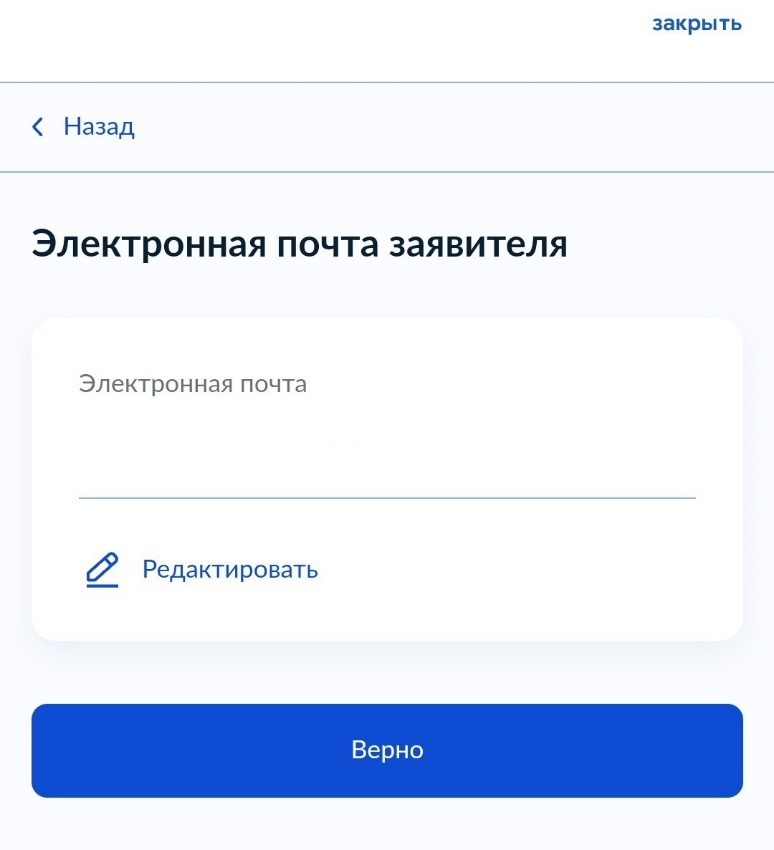 закрыть
Назад
Электронная почта заявителя
Электронная почта
Редактировать
Верно